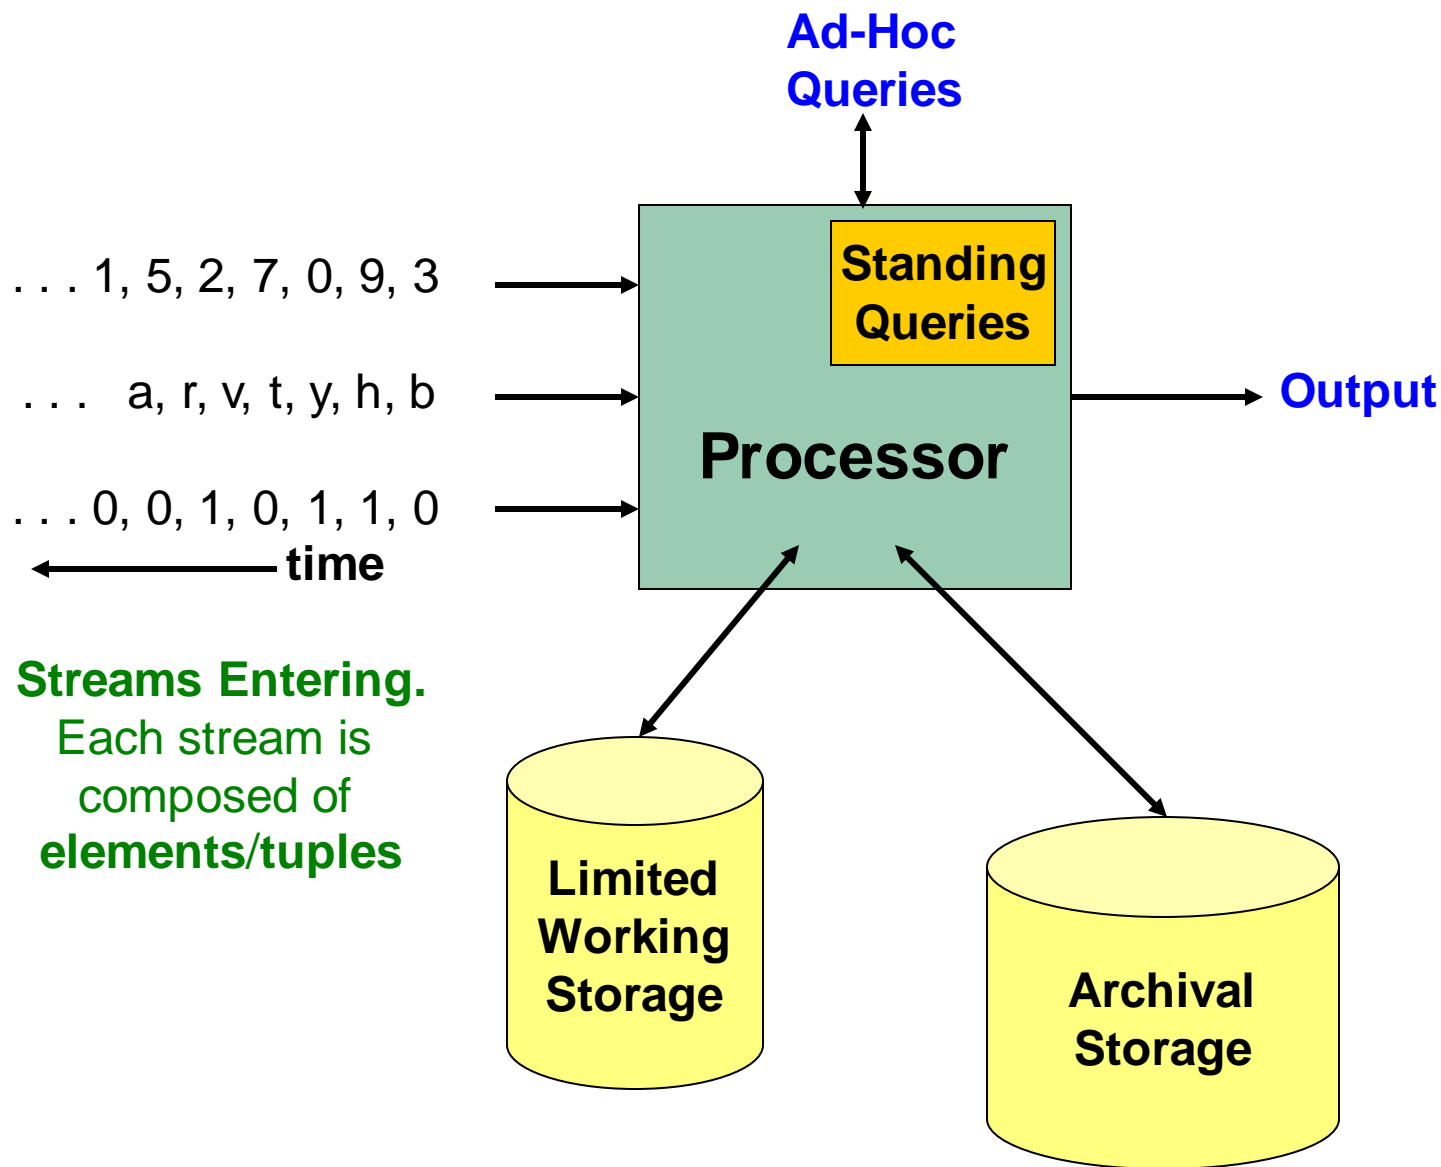 Ad-Hoc
Queries
Standing
Queries
. . . 1, 5, 2, 7, 0, 9, 3
. . . a, r, v, t, y, h, b
. . . 0, 0, 1, 0, 1, 1, 0
time
Processor
Output
Streams Entering.
Each stream is
composed of
elements/tuples
Limited
Working
Storage
Archival
Storage